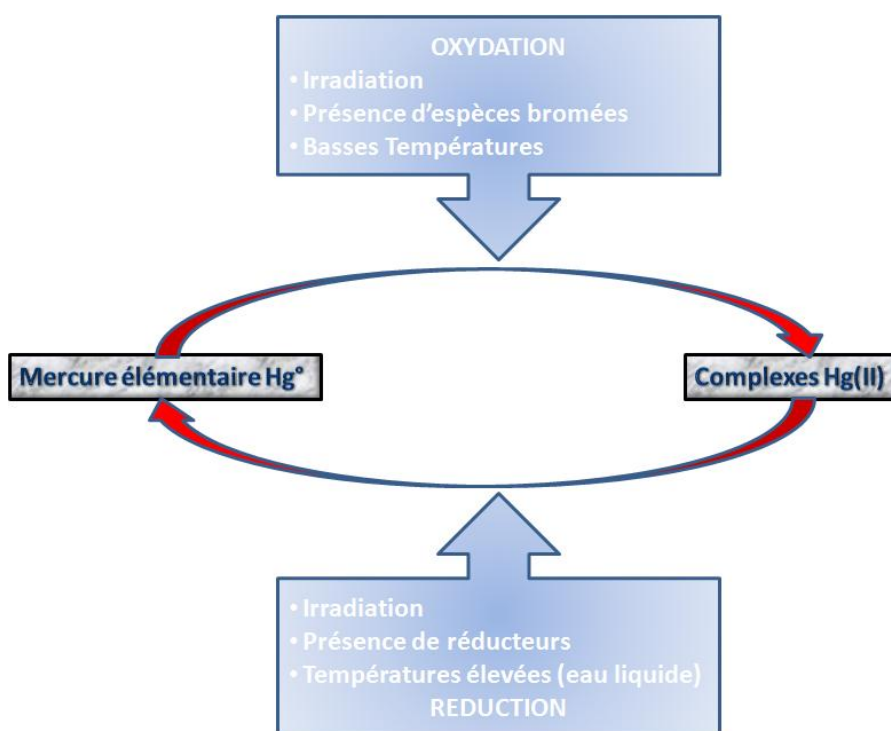 OXYDATION
• Irradiation
• Présence d'espèces bromées
• Basses Températures
Mercure élémentaire Hg°
Complexes Hg(II)
• Irradiation
• Présence de réducteurs
• Températures élevées (eau liquide)
REDUCTION